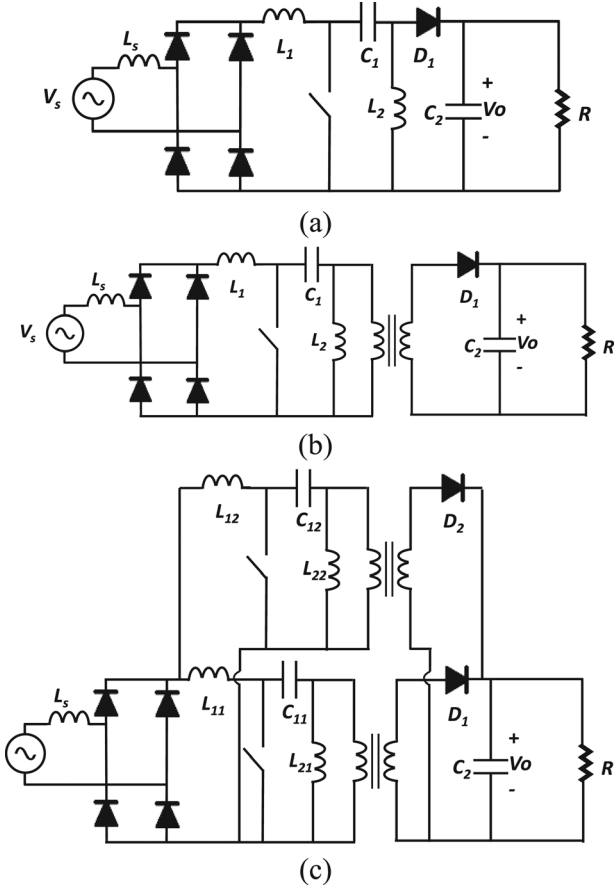 Ls L1 C1 D1
Vs L2 C2 + Vo - R
(a)
Ls L1 C1 D1
Vs L2 C2 + Vo - R
(b)
L12 C12 D2
L22
Ls L11 C11 D1
L21 C2 + Vo - R
(c)